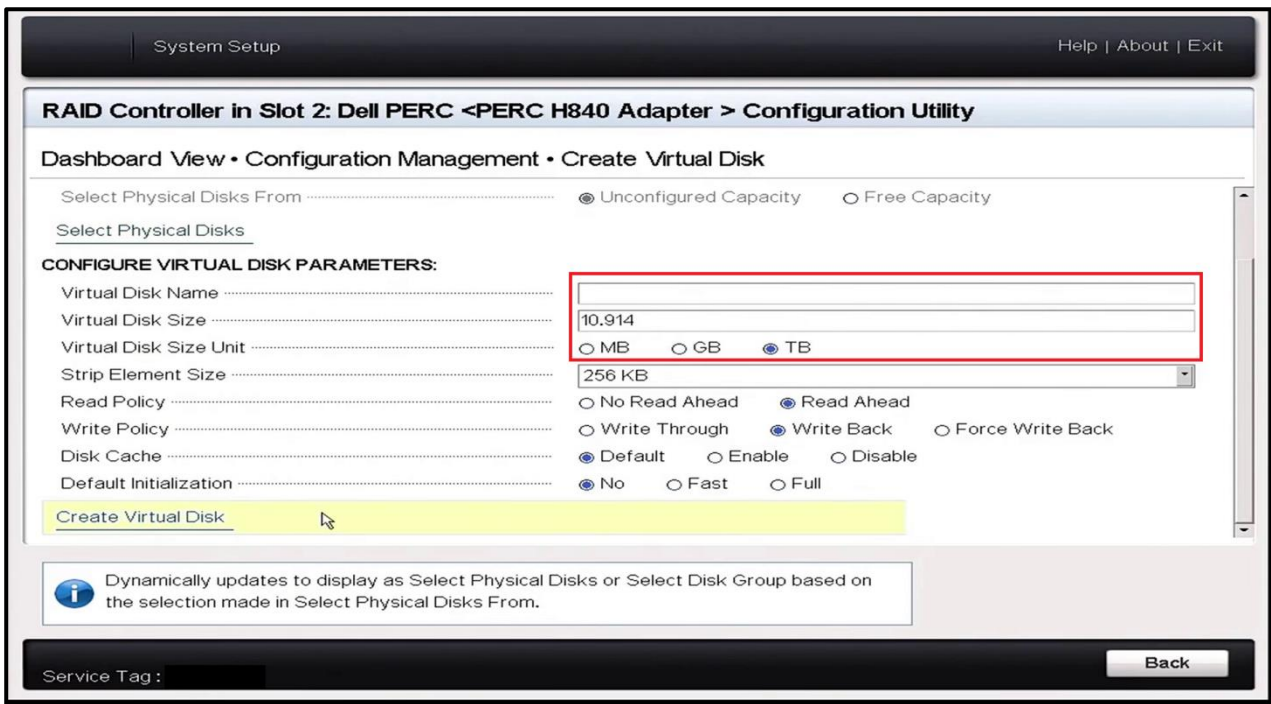 System Setup
Help | About | Exit
RAID Controller in Slot 2: Dell PERC <PERC H840 Adapter > Configuration Utility
Dashboard View • Configuration Management • Create Virtual Disk
Select Physical Disks From Unconfigured Capacity Free Capacity
Select Physical Disks
CONFIGURE VIRTUAL DISK PARAMETERS:
Virtual Disk Name
Virtual Disk Size 10.914
Virtual Disk Size Unit MB GB TB
Strip Element Size 256 KB
Read Policy No Read Ahead Read Ahead
Write Policy Write Through Write Back Force Write Back
Disk Cache Default Enable Disable
Default Initialization No Fast Full
Create Virtual Disk
Dynamically updates to display as Select Physical Disks or Select Disk Group based on
the selection made in Select Physical Disks From.
Service Tag :
Back